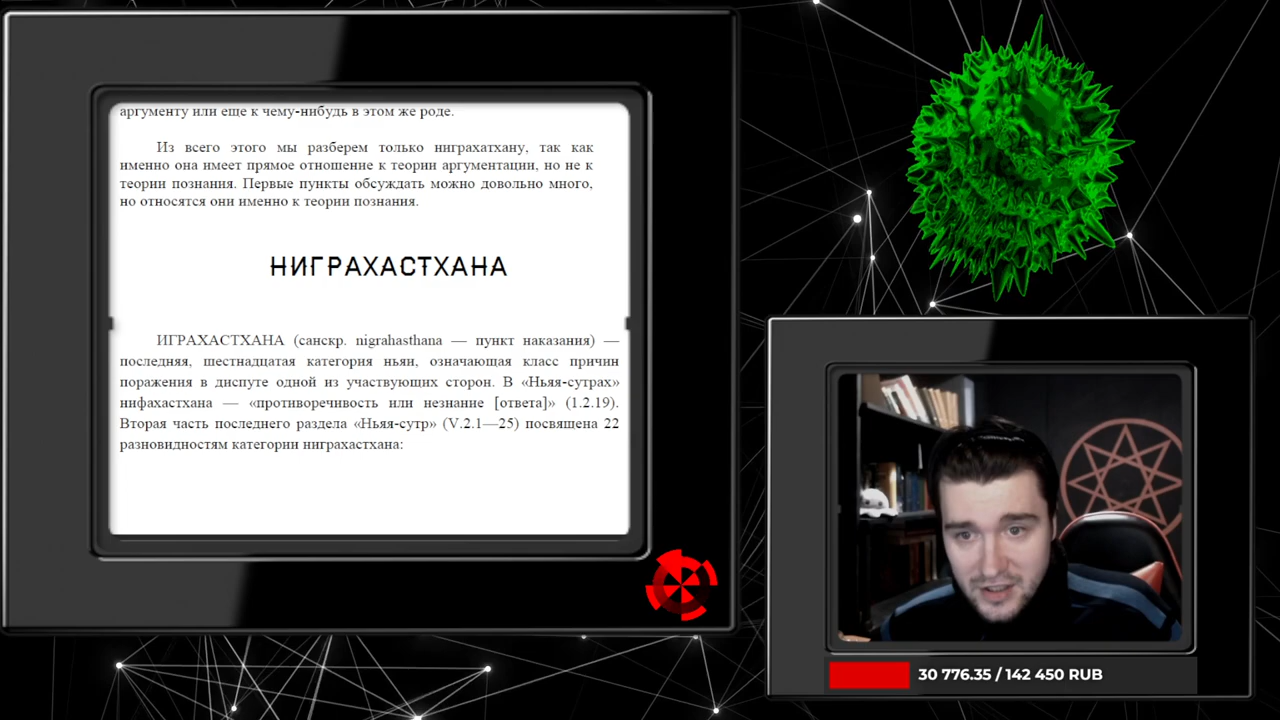 аргументу или еще к чему-нибудь в этом же роде.
Из всего этого мы разберем только ниграхатхану, так как
именно она имеет прямое отношение к теории аргументации, но не к
теории познания. Первые пункты обсуждать можно довольно много,
но относятся они именно к теории познания.
НИГРАХАСТХАНА
ИГРАХАСТХАНА (санскр. nigrahasthana — пункт наказания) —
последняя, шестнадцатая категория ньяи, означающая класс причин
поражения в диспуте одной из участвующих сторон. В «Ньяя-сутрах»
нифахастхана — «противоречивость илн незнание [ответа]» (1.2.19).
Вторая часть последнего раздела «Ньяя-сутр» (V.2.1—25) посвяшена 22
разновидностям категории ниграхастхана:
30 776.35 / 142 450 RUB